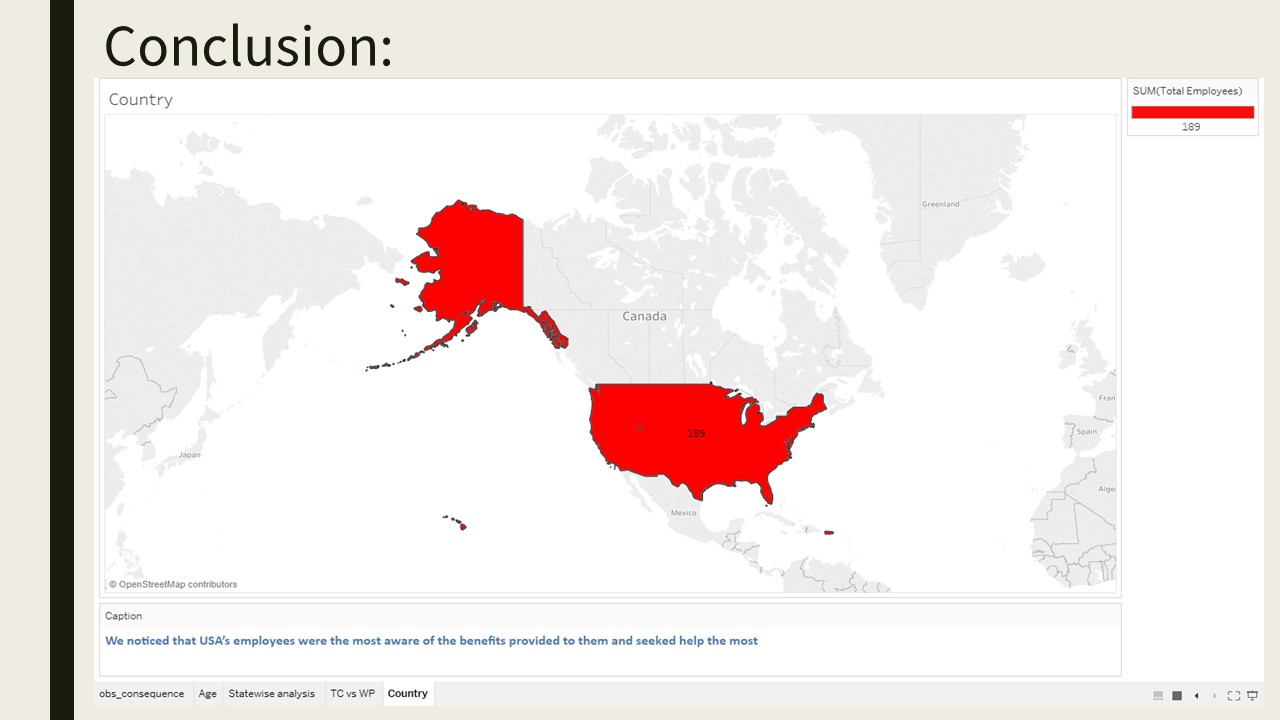 Conclusion:
Country
SUM(Total Employees)
189
Greenland
Canada
Fran
Spain
189
Japan
Alge
Mexico
© OpenStreetMap contributors
Caption
We noticed that USA's employees were the most aware of the benefits provided to them and seeked help the most
obs_consequence Age Statewise analysis TC vs WP Country